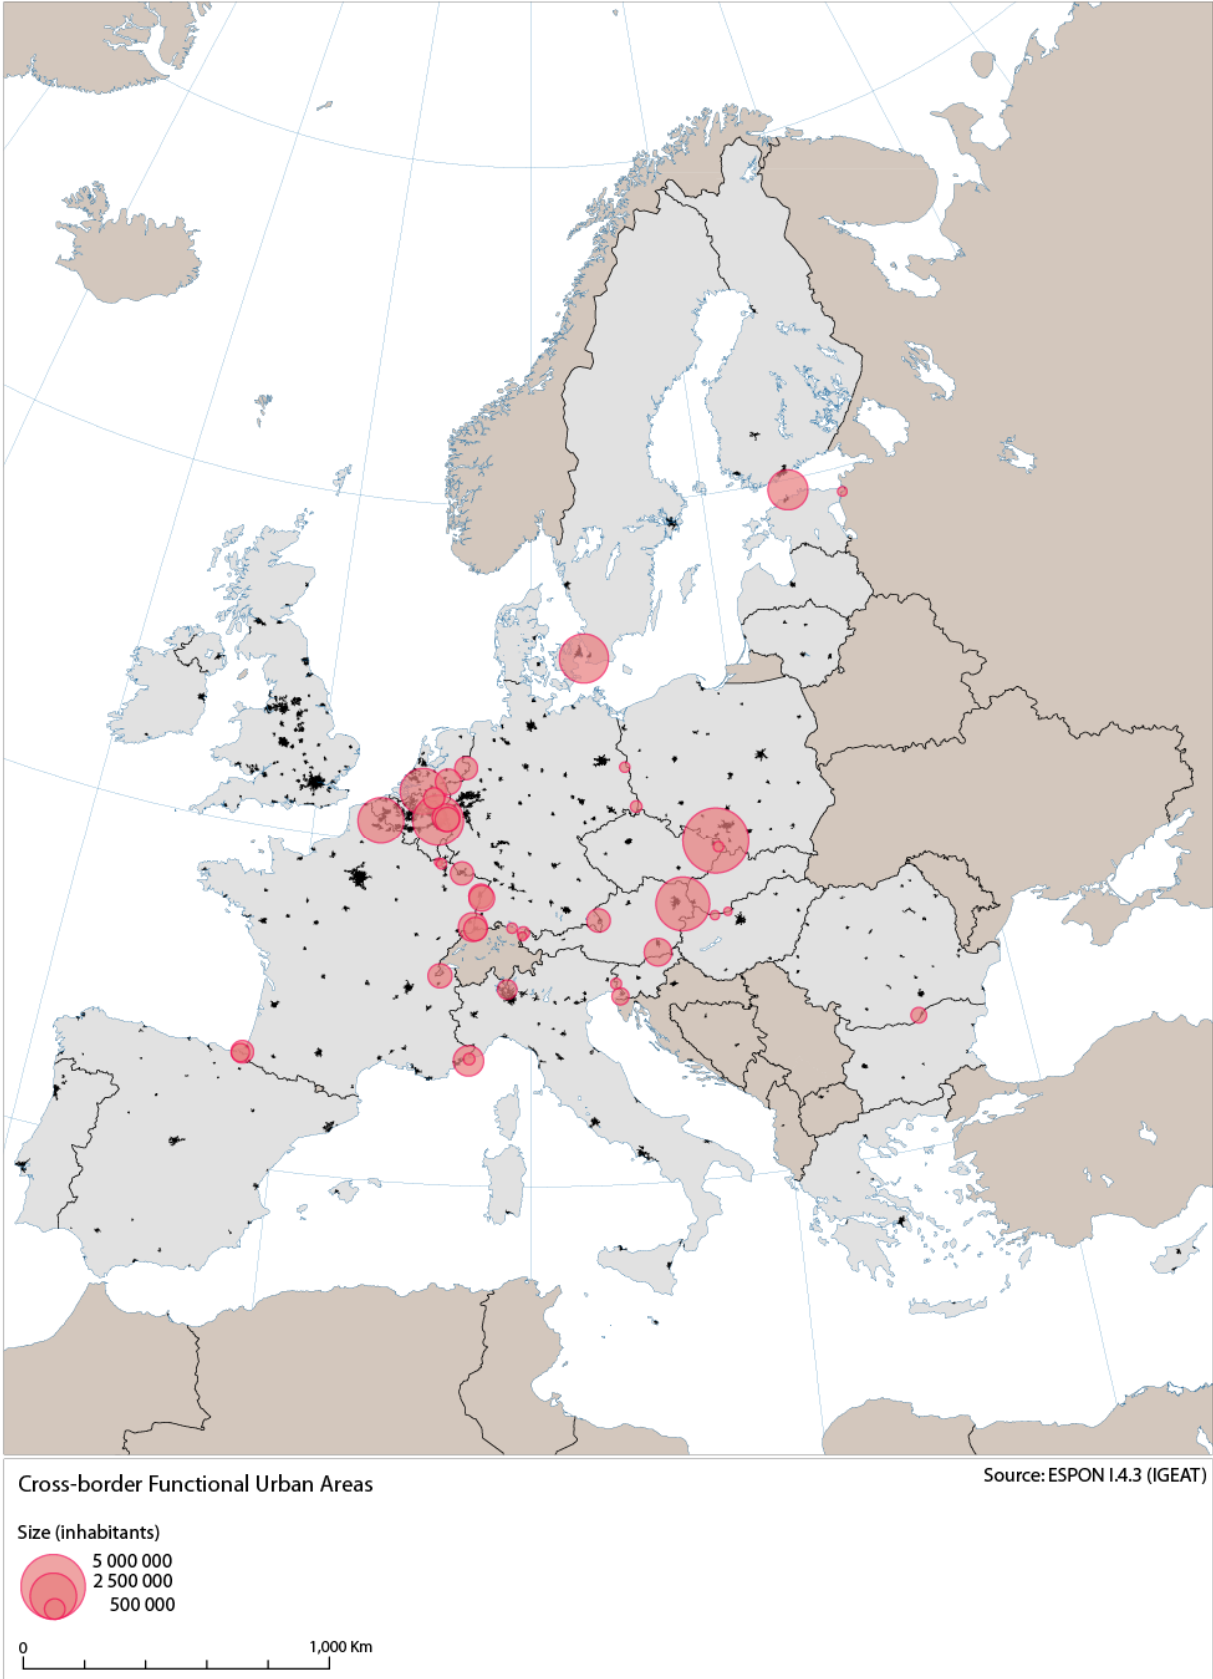 Cross-border Functional Urban Areas
Source: ESPON I.4.3 (IGEAT)
Size (inhabitants)
5 000 000
2 500 000
500 000
0
1,000 Km